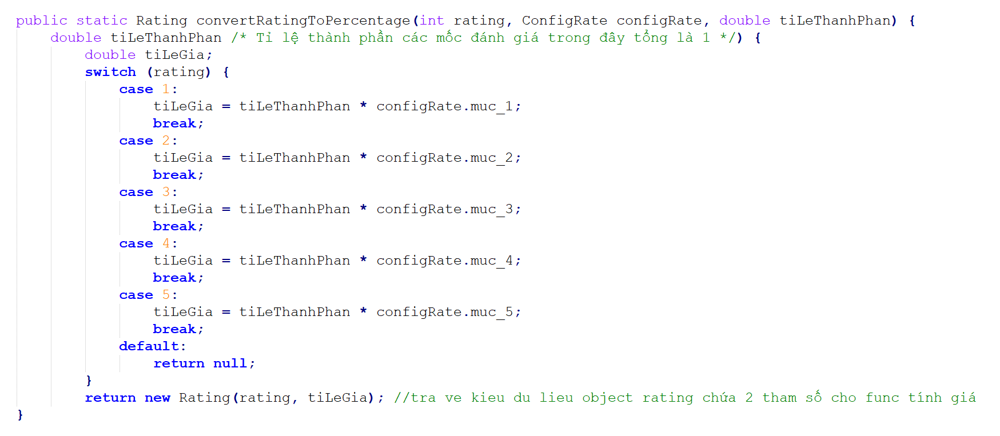 public static Rating convertRatingToPercentage(int rating, ConfigRate configRate, double tiLeThanhPhan) {
double tiLeThanhPhan /* Tỉ lệ thành phần các mốc đánh giá trong đây tổng là 1 */) {
double tiLeGia;
switch (rating) {
case 1:
tiLeGia = tiLeThanhPhan * configRate.muc_1;
break;
case 2:
tiLeGia = tiLeThanhPhan * configRate.muc_2;
break;
case 3:
tiLeGia = tiLeThanhPhan * configRate.muc_3;
break;
case 4:
tiLeGia = tiLeThanhPhan * configRate.muc_4;
break;
case 5:
tiLeGia = tiLeThanhPhan * configRate.muc_5;
break;
default:
return null;
}
return new Rating(rating, tiLeGia); //tra ve kieu du lieu object rating chứa 2 tham số cho func tính giá
}